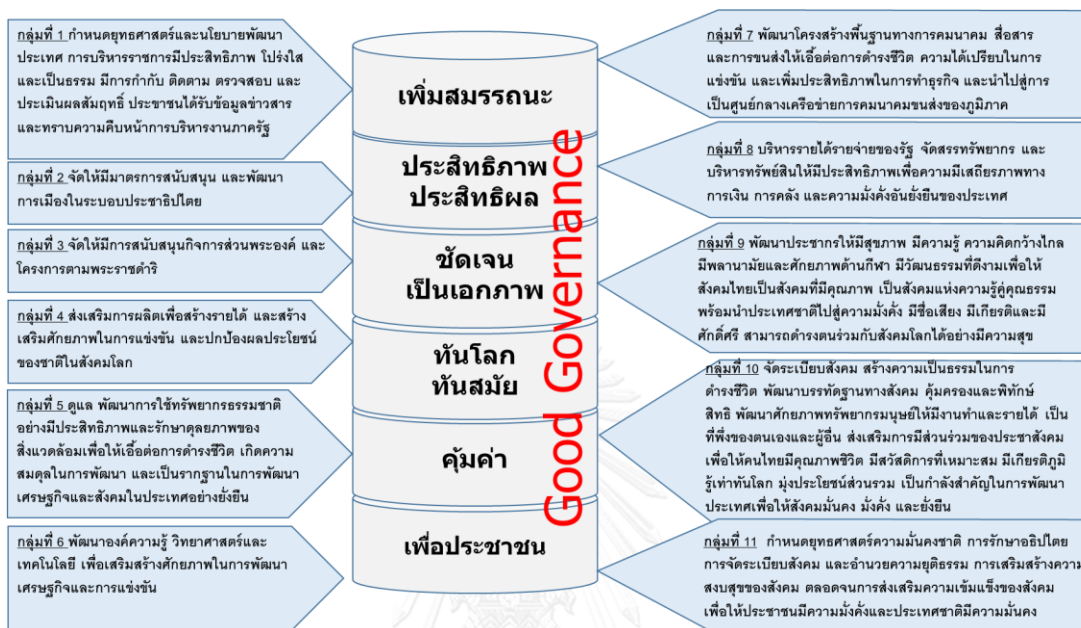 กลุ่มที่ 1 กำหนดยุทธศาสตร์และนโยบายพัฒนา
ประเทศ การบริหารราชการมีประสิทธิภาพ โปร่งใส
และเป็นธรรม มีการกำกับ ติดตาม ตรวจสอบ และ
ประเมินผลสัมฤทธิ์ ประชาชนได้รับข้อมูลข่าวสาร
และทราบความคืบหน้าการบริหารงานภาครัฐ
กลุ่มที่ 2 จัดให้มีมาตรการสนับสนุน และพัฒนา
การเมืองในระบอบประชาธิปไตย
กลุ่มที่ 3 จัดให้มีการสนับสนุนกิจการส่วนพระองค์ และ
โครงการตามพระราชดำริ
กลุ่มที่ 4 ส่งเสริมการผลิตเพื่อสร้างรายได้ และสร้าง
เสริมศักยภาพในการแข่งขัน และปกป้องผลประโยชน์
ของชาติในสังคมโลก
กลุ่มที่ 5 ดูแล พัฒนาการใช้ทรัพยากรธรรมชาติ
อย่างมีประสิทธิภาพและรักษาดุลยภาพของ
สิ่งแวดล้อมเพื่อให้เอื้อต่อการดำรงชีวิต เกิดความ
สมดุลในการพัฒนา และเป็นรากฐานในการพัฒนา
เศรษฐกิจและสังคมในประเทศอย่างยั่งยืน
กลุ่มที่ 6 พัฒนาองค์ความรู้ วิทยาศาสตร์และ
เทคโนโลยี เพื่อเสริมสร้างศักยภาพในการพัฒนา
เศรษฐกิจและการแข่งขัน
เพิ่มสมรรถนะ
ประสิทธิภาพ
ประสิทธิผล
ชัดเจน
เป็นเอกภาพ
ทันโลก
ทันสมัย
คุ้มค่า
เพื่อประชาชน
Good Governance
กลุ่มที่ 7 พัฒนาโครงสร้างพื้นฐานทางการคมนาคม สื่อสาร
และการขนส่งให้เอื้อต่อการดำรงชีวิต ความได้เปรียบในการ
แข่งขัน และเพิ่มประสิทธิภาพในการทำธุรกิจ และนำไปสู่การ
เป็นศูนย์กลางเครือข่ายการคมนาคมขนส่งของภูมิภาค
กลุ่มที่ 8 บริหารรายได้รายจ่ายของรัฐ จัดสรรทรัพยากร และ
บริหารทรัพย์สินให้มีประสิทธิภาพเพื่อความมีเสถียรภาพทาง
การเงิน การคลัง และความมั่งคั่งอันยั่งยืนของประเทศ
กลุ่มที่ 9 พัฒนาประชากรให้มีสุขภาพ มีความรู้ ความคิดกว้างไกล
มีพลานามัยและศักยภาพด้านกีฬา มีวัฒนธรรมที่ดีงามเพื่อให้
สังคมไทยเป็นสังคมที่มีคุณภาพ เป็นสังคมแห่งความรู้คู่คุณธรรม
พร้อมนำประเทศชาติไปสู่ความมั่งคั่ง มีชื่อเสียง มีเกียรติและมี
ศักดิ์ศรี สามารถดำรงตนร่วมกับสังคมโลกได้อย่างมีความสุข
กลุ่มที่ 10 จัดระเบียบสังคม สร้างความเป็นธรรมในการ
ดำรงชีวิต พัฒนาบรรทัดฐานทางสังคม คุ้มครองและพิทักษ์
สิทธิ พัฒนาศักยภาพทรัพยากรมนุษย์ให้มีงานทำและรายได้ เป็น
ที่พึ่งของตนเองและผู้อื่น ส่งเสริมการมีส่วนร่วมของประชาสังคม
เพื่อให้คนไทยมีคุณภาพชีวิต มีสวัสดิการที่เหมาะสม มีเกียรติภูมิ
รู้เท่าทันโลก มุ่งประโยชน์ส่วนรวม เป็นกำลังสำคัญในการพัฒนา
ประเทศเพื่อให้สังคมมั่นคง มั่งคั่ง และยั่งยืน
กลุ่มที่ 11 กำหนดยุทธศาสตร์ความมั่นคงชาติ การรักษาอธิปไตย
การจัดระเบียบสังคม และอำนวยความยุติธรรม การเสริมสร้างความ
สงบสุขของสังคม ตลอดจนการส่งเสริมความเข้มแข็งของสังคม
เพื่อให้ประชาชนมีความมั่งคั่งและประเทศชาติมีความมั่นคง